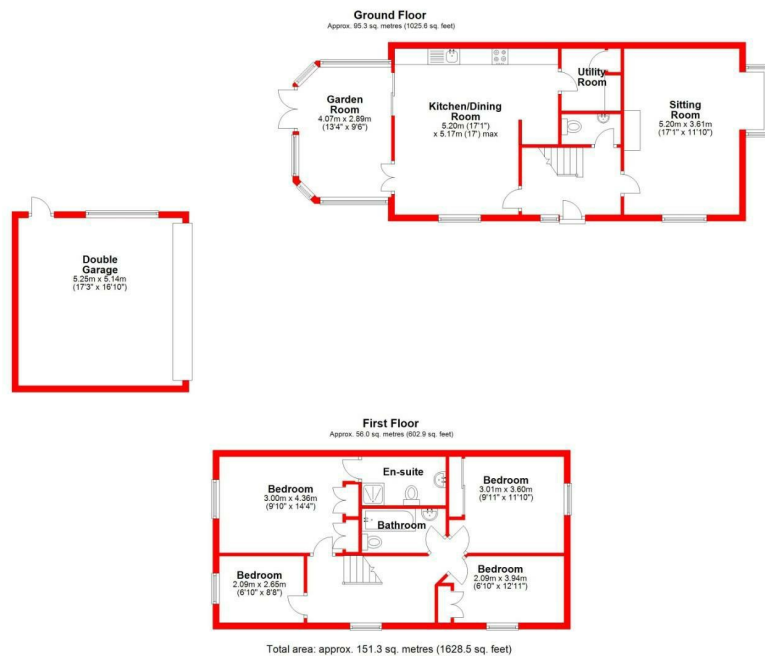 Ground Floor
Approx. 95.3 sq. metres (1025.6 sq. feet)
Garden
Room
4.07m x 2.89m
(13'4" x 9'6")
Kitchen/Dining
Room
5.20m (17'1")
x 5.17m (17') max
Utility
Room
Sitting
Room
5.20m x 3.61m
(17'1" x 11'10")
Double
Garage
5.25m x 5.14m
(17'3" x 16'10")
First Floor
Approx. 56.0 sq. metres (602.9 sq. feet)
Bedroom
3.00m x 4.36m
(9'10" x 14'4")
En-suite
Bedroom
3.01m x 3.60m
(9'11" x 11'10")
Bathroom
Bedroom
2.09m x 2.65m
(6'10" x 8'8")
Bedroom
2.09m x 3.94m
(6'10" x 12'11")
Total area: approx. 151.3 sq. metres (1628.5 sq. feet)